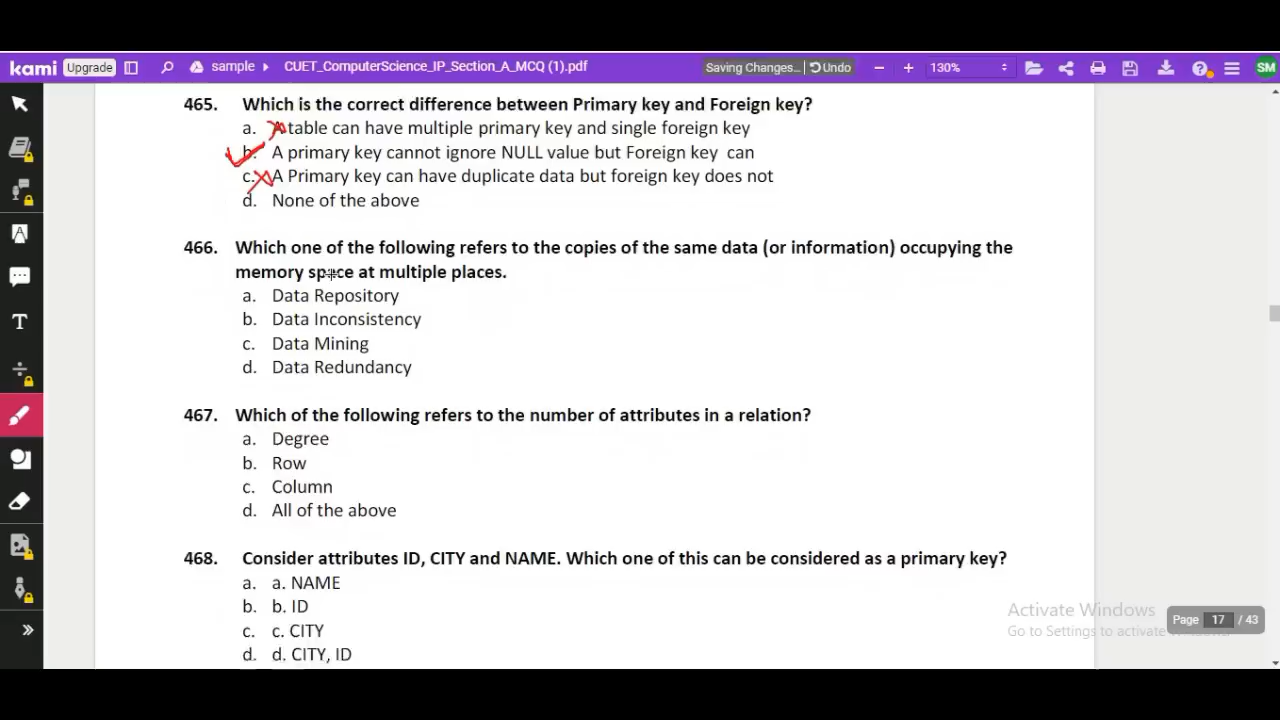 kami Upgrade sample CUET_ComputerScience_IP_Section_A_MCQ (1).pdf Saving Changes... Undo 130% SM
465. Which is the correct difference between Primary key and Foreign key?
a. A table can have multiple primary key and single foreign key
b. A primary key cannot ignore NULL value but Foreign key can
c. A Primary key can have duplicate data but foreign key does not
d. None of the above
466. Which one of the following refers to the copies of the same data (or information) occupying the
memory space at multiple places.
a. Data Repository
b. Data Inconsistency
c. Data Mining
d. Data Redundancy
467. Which of the following refers to the number of attributes in a relation?
a. Degree
b. Row
c. Column
d. All of the above
468. Consider attributes ID, CITY and NAME. Which one of this can be considered as a primary key?
a. a. NAME
b. b. ID
c. c. CITY
d. d. CITY, ID
Activate Windows
Go to Settings to activate
Page 17 / 43